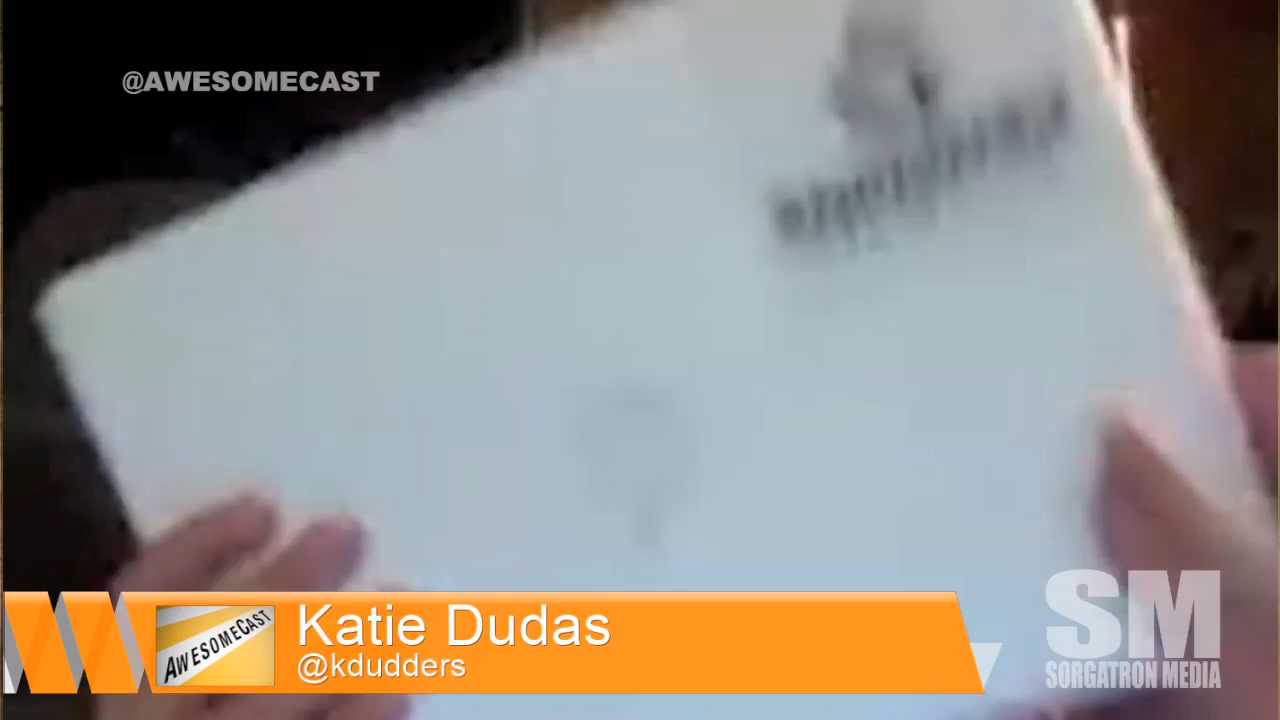 @AWESOMECAST
AWESOMECAST
Katie Dudas
@kdudders
SM
SORGATRON MEDIA